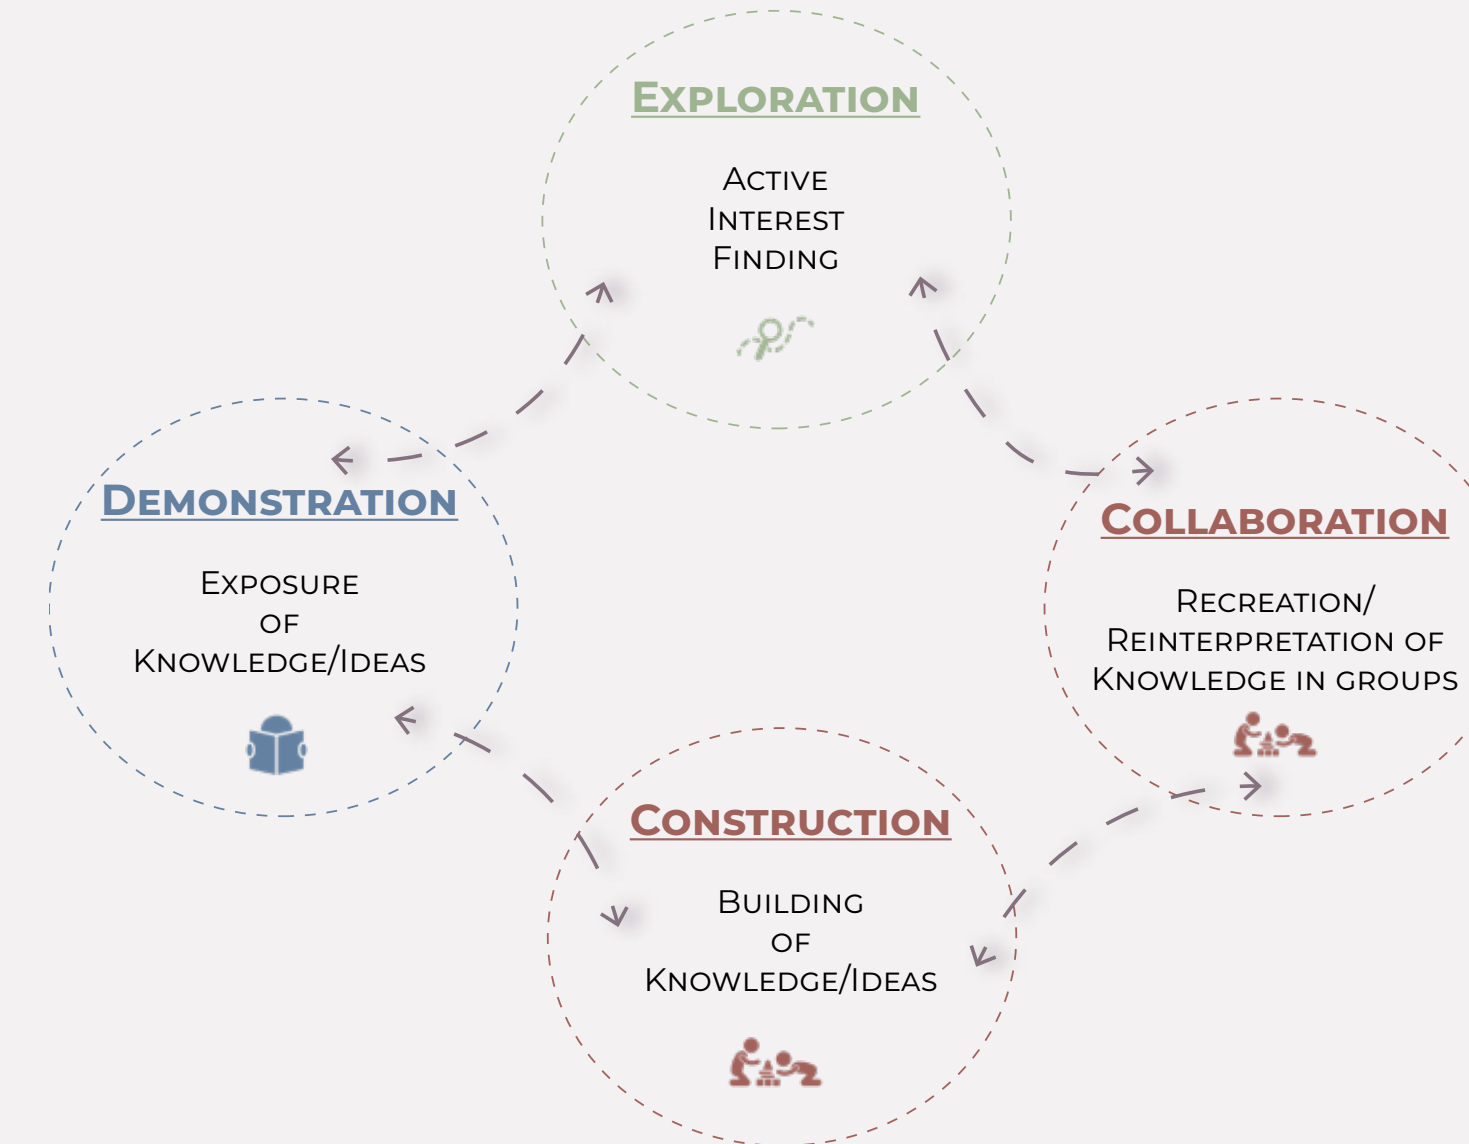 Exploration
Active
Interest
Finding
Demonstration
Exposure
of
Knowledge/Ideas
Collaboration
Recreation/
Reinterpretation of
Knowledge in groups
Construction
Building
of
Knowledge/Ideas